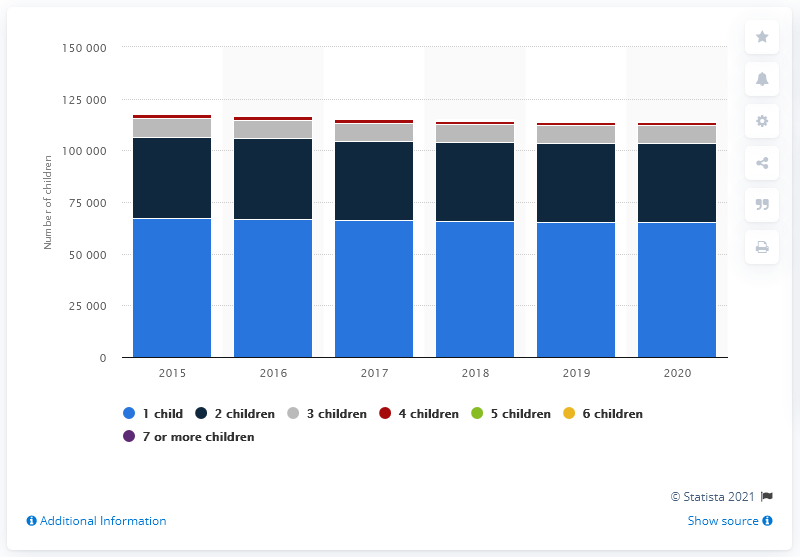 150 000
125 000
100 000
75 000
50 000
25 000
0
Number of children
2015 2016 2017 2018 2019 2020
1 child 2 children 3 children 4 children 5 children 6 children
7 or more children
© Statista 2021
Additional Information Show source